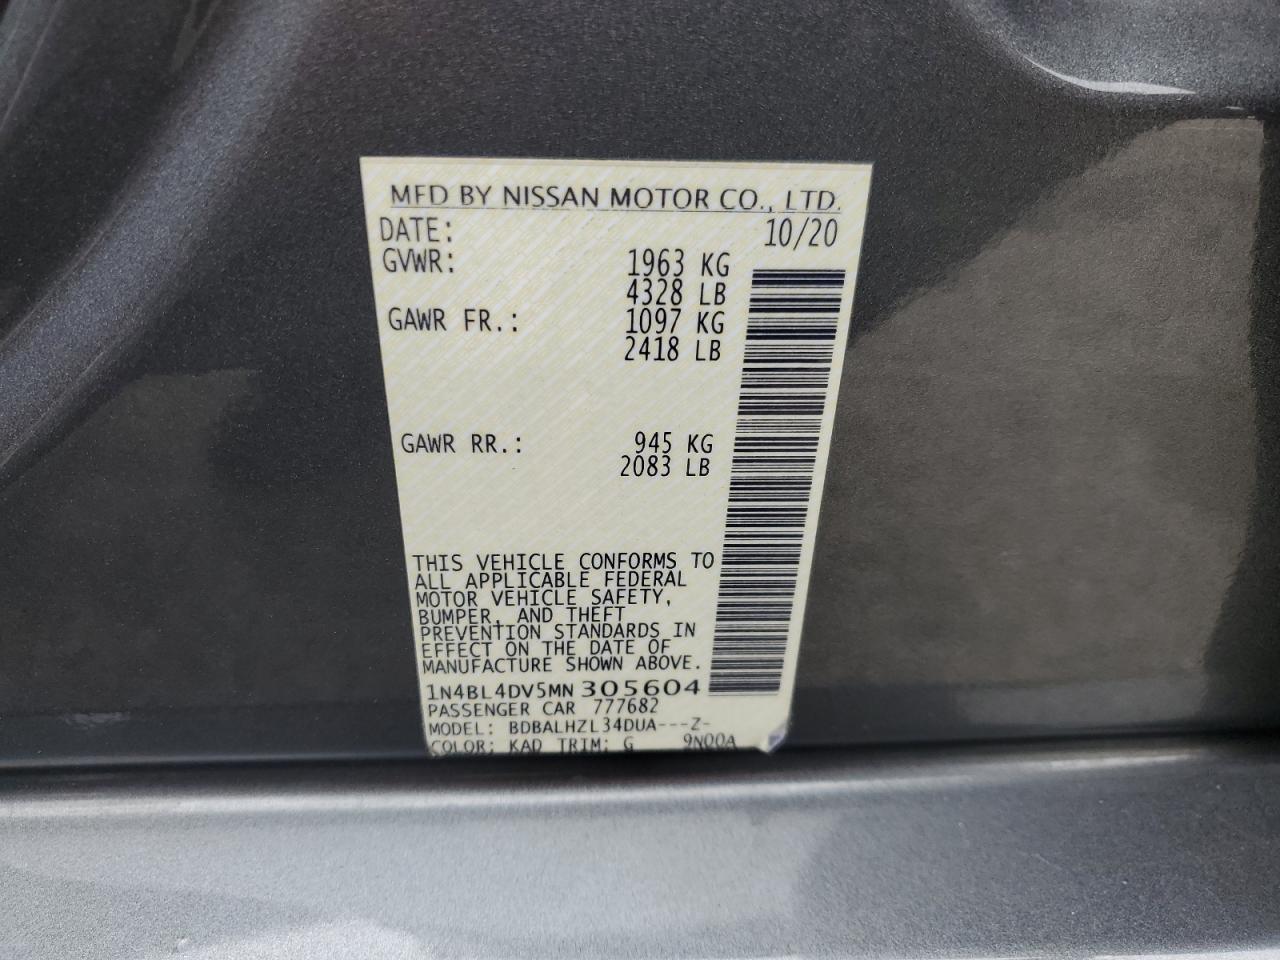 MFD BY NISSAN MOTOR CO., LTD.
DATE: 10/20
GVWR: 1963 KG
4328 LB
GAWR FR.: 1097 KG
2418 LB
GAWR RR.: 945 KG
2083 LB
THIS VEHICLE CONFORMS TO
ALL APPLICABLE FEDERAL
MOTOR VEHICLE SAFETY,
BUMPER, AND THEFT
PREVENTION STANDARDS IN
EFFECT ON THE DATE OF
MANUFACTURE SHOWN ABOVE.
1N4BL4DV5MN305604
PASSENGER CAR 777682
MODEL: BDBALHZL34DUA---Z-
COLOR: KAD TRIM: G 9N00A